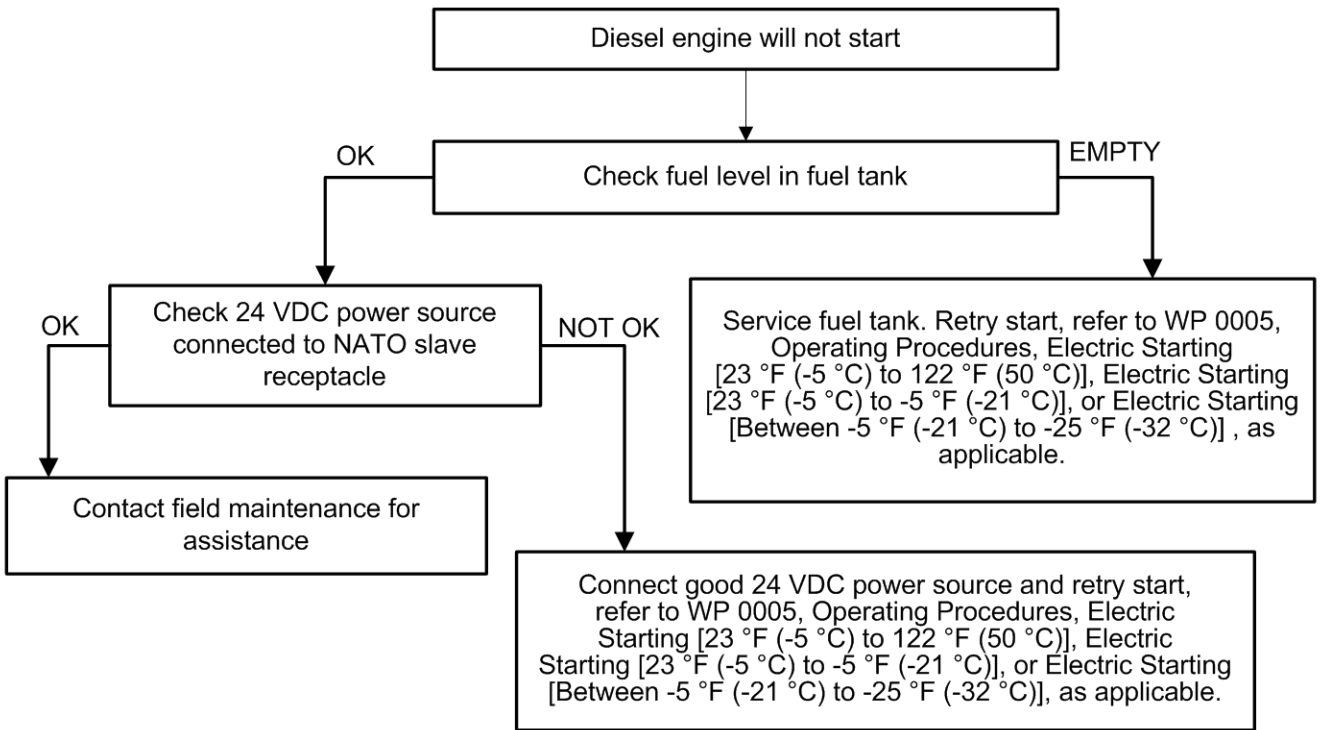 Diesel engine will not start
OK
EMPTY
Check fuel level in fuel tank
OK
Check 24 VDC power source
connected to NATO slave
receptacle
NOT OK
Service fuel tank. Retry start, refer to WP 0005,
Operating Procedures, Electric Starting
[23 °F (-5 °C) to 122 °F (50 °C)], Electric Starting
[23 °F (-5 °C) to -5 °F (-21 °C)], or Electric Starting
[Between -5 °F (-21 °C) to -25 °F (-32 °C)] , as
applicable.
Contact field maintenance for
assistance
Connect good 24 VDC power source and retry start,
refer to WP 0005, Operating Procedures, Electric
Starting [23 °F (-5 °C) to 122 °F (50 °C)], Electric
Starting [23 °F (-5 °C) to -5 °F (-21 °C)], or Electric Starting
[Between -5 °F (-21 °C) to -25 °F (-32 °C)], as applicable.